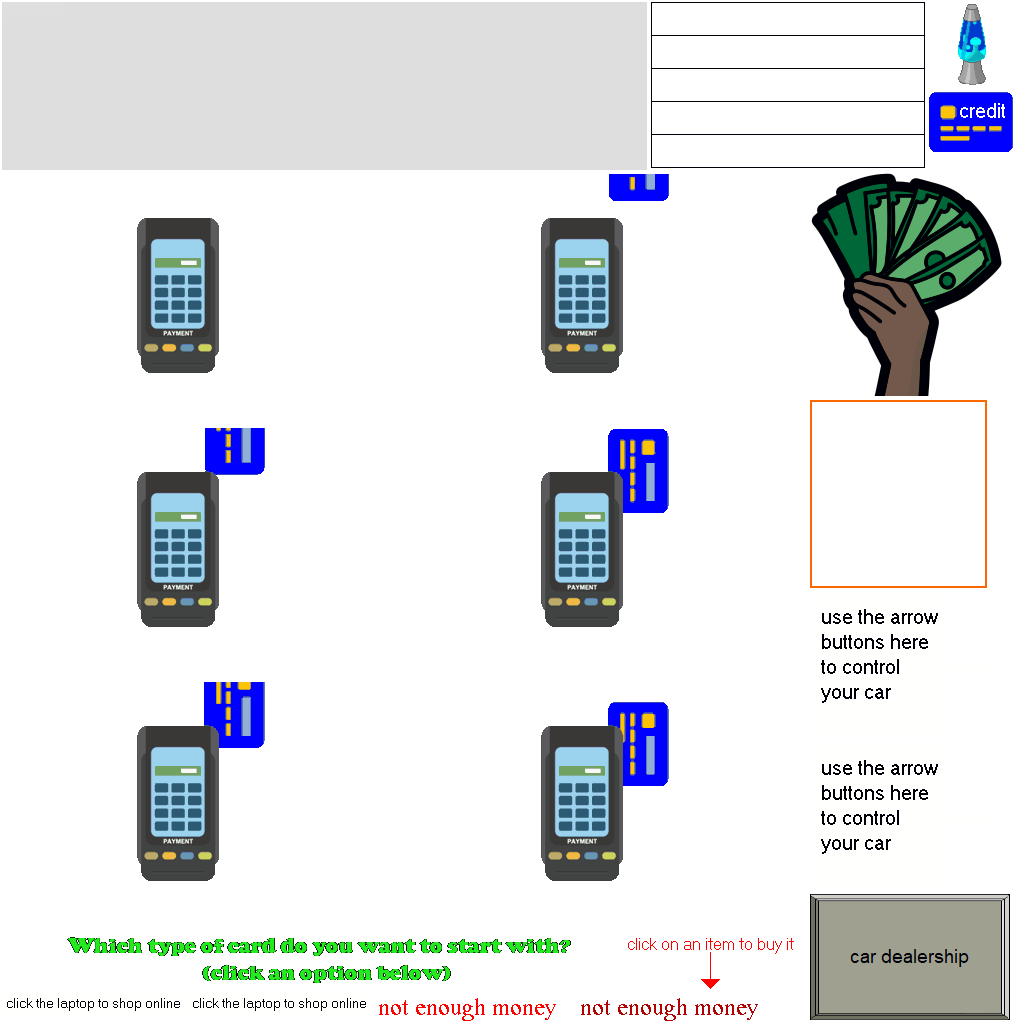 credit
PAYMENT
PAYMENT
PAYMENT
PAYMENT
use the arrow
buttons here
to control
your car
PAYMENT
PAYMENT
use the arrow
buttons here
to control
your car
Which type of card do you want to start with?
(click an option below)
click on an item to buy it
car dealership
click the laptop to shop online
click the laptop to shop online
not enough money
not enough money